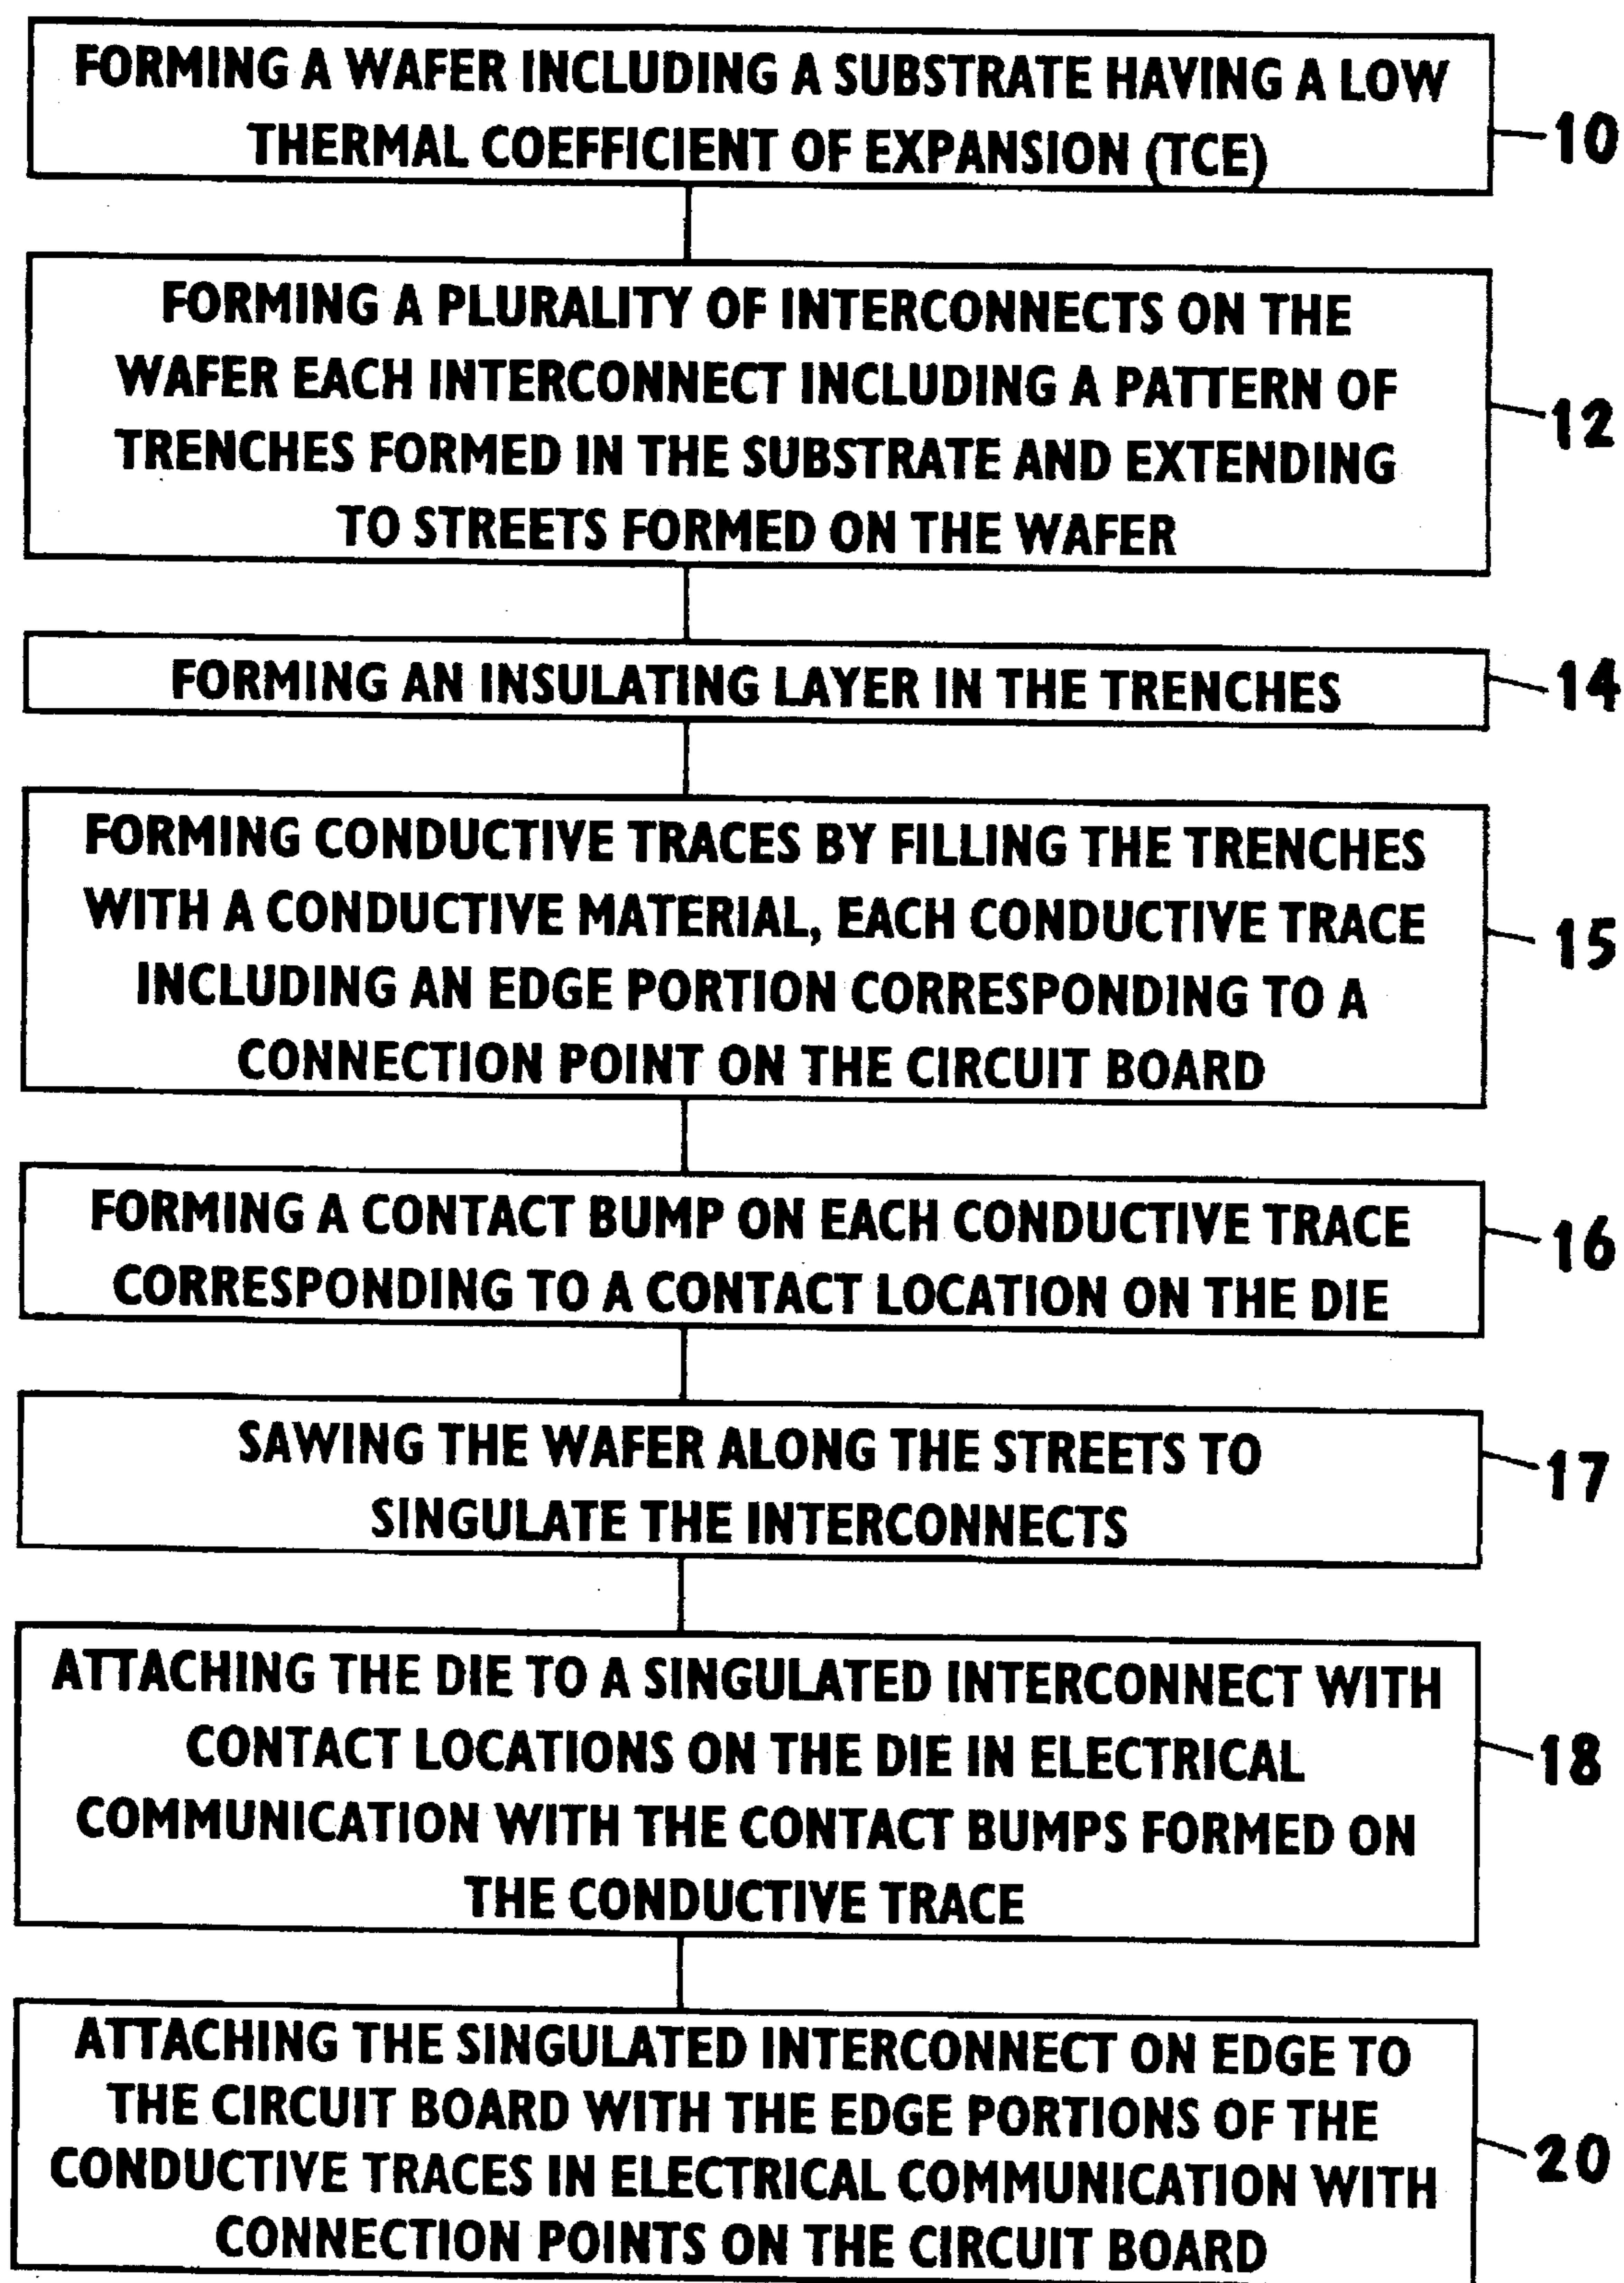 FORMING A WAFER INCLUDING A SUBSTRATE HAVING A LOW
THERMAL COEFFICIENT OF EXPANSION (TCE)
10
FORMING A PLURALITY OF INTERCONNECTS ON THE
WAFER EACH INTERCONNECT INCLUDING A PATTERN OF
TRENCHES FORMED IN THE SUBSTRATE AND EXTENDING
TO STREETS FORMED ON THE WAFER
12
FORMING AN INSULATING LAYER IN THE TRENCHES
14
FORMING CONDUCTIVE TRACES BY FILLING THE TRENCHES
WITH A CONDUCTIVE MATERIAL, EACH CONDUCTIVE TRACE
INCLUDING AN EDGE PORTION CORRESPONDING TO A
CONNECTION POINT ON THE CIRCUIT BOARD
15
FORMING A CONTACT BUMP ON EACH CONDUCTIVE TRACE
CORRESPONDING TO A CONTACT LOCATION ON THE DIE
16
SAWING THE WAFER ALONG THE STREETS TO
SINGULATE THE INTERCONNECTS
17
ATTACHING THE DIE TO A SINGULATED INTERCONNECT WITH
CONTACT LOCATIONS ON THE DIE IN ELECTRICAL
COMMUNICATION WITH THE CONTACT BUMPS FORMED ON
THE CONDUCTIVE TRACE
18
ATTACHING THE SINGULATED INTERCONNECT ON EDGE TO
THE CIRCUIT BOARD WITH THE EDGE PORTIONS OF THE
CONDUCTIVE TRACES IN ELECTRICAL COMMUNICATION WITH
CONNECTION POINTS ON THE CIRCUIT BOARD
20